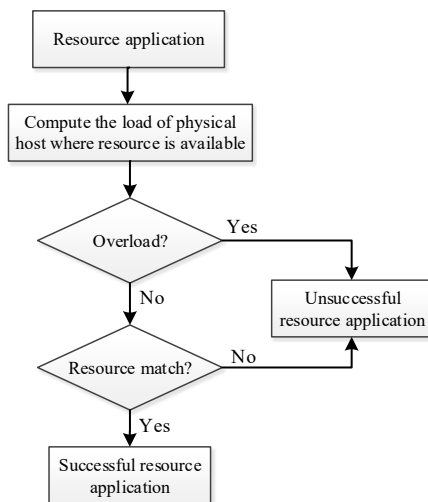 Resource application
Compute the load of physical
host where resource is available
Overload?
Yes
No
Unsuccessful
resource application
Resource match?
No
Yes
Successful resource
application